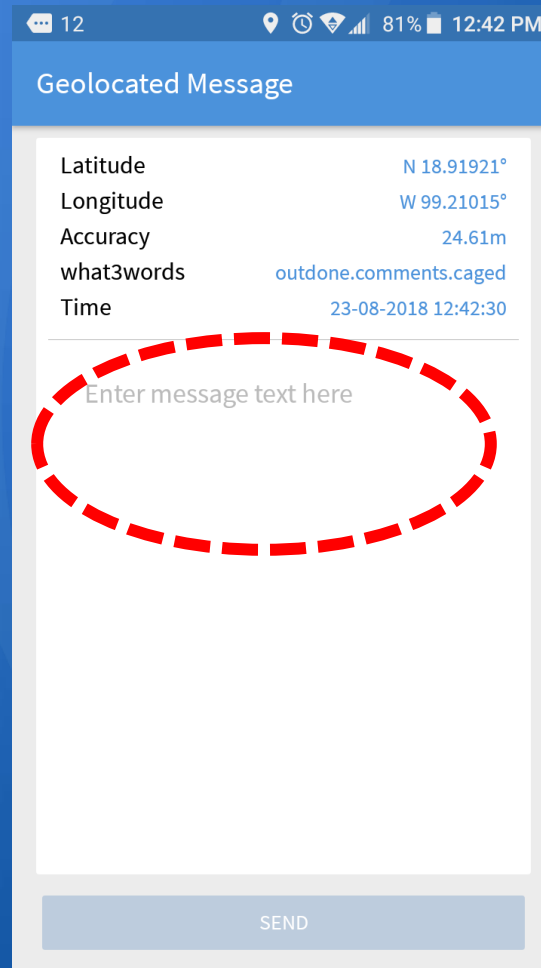 12 81% 12:42 PM
Geolocated Message
Latitude N 18.91921°
Longitude W 99.21015°
Accuracy 24.61m
what3words outdone.comments.caged
Time 23-08-2018 12:42:30
Enter message text here
SEND